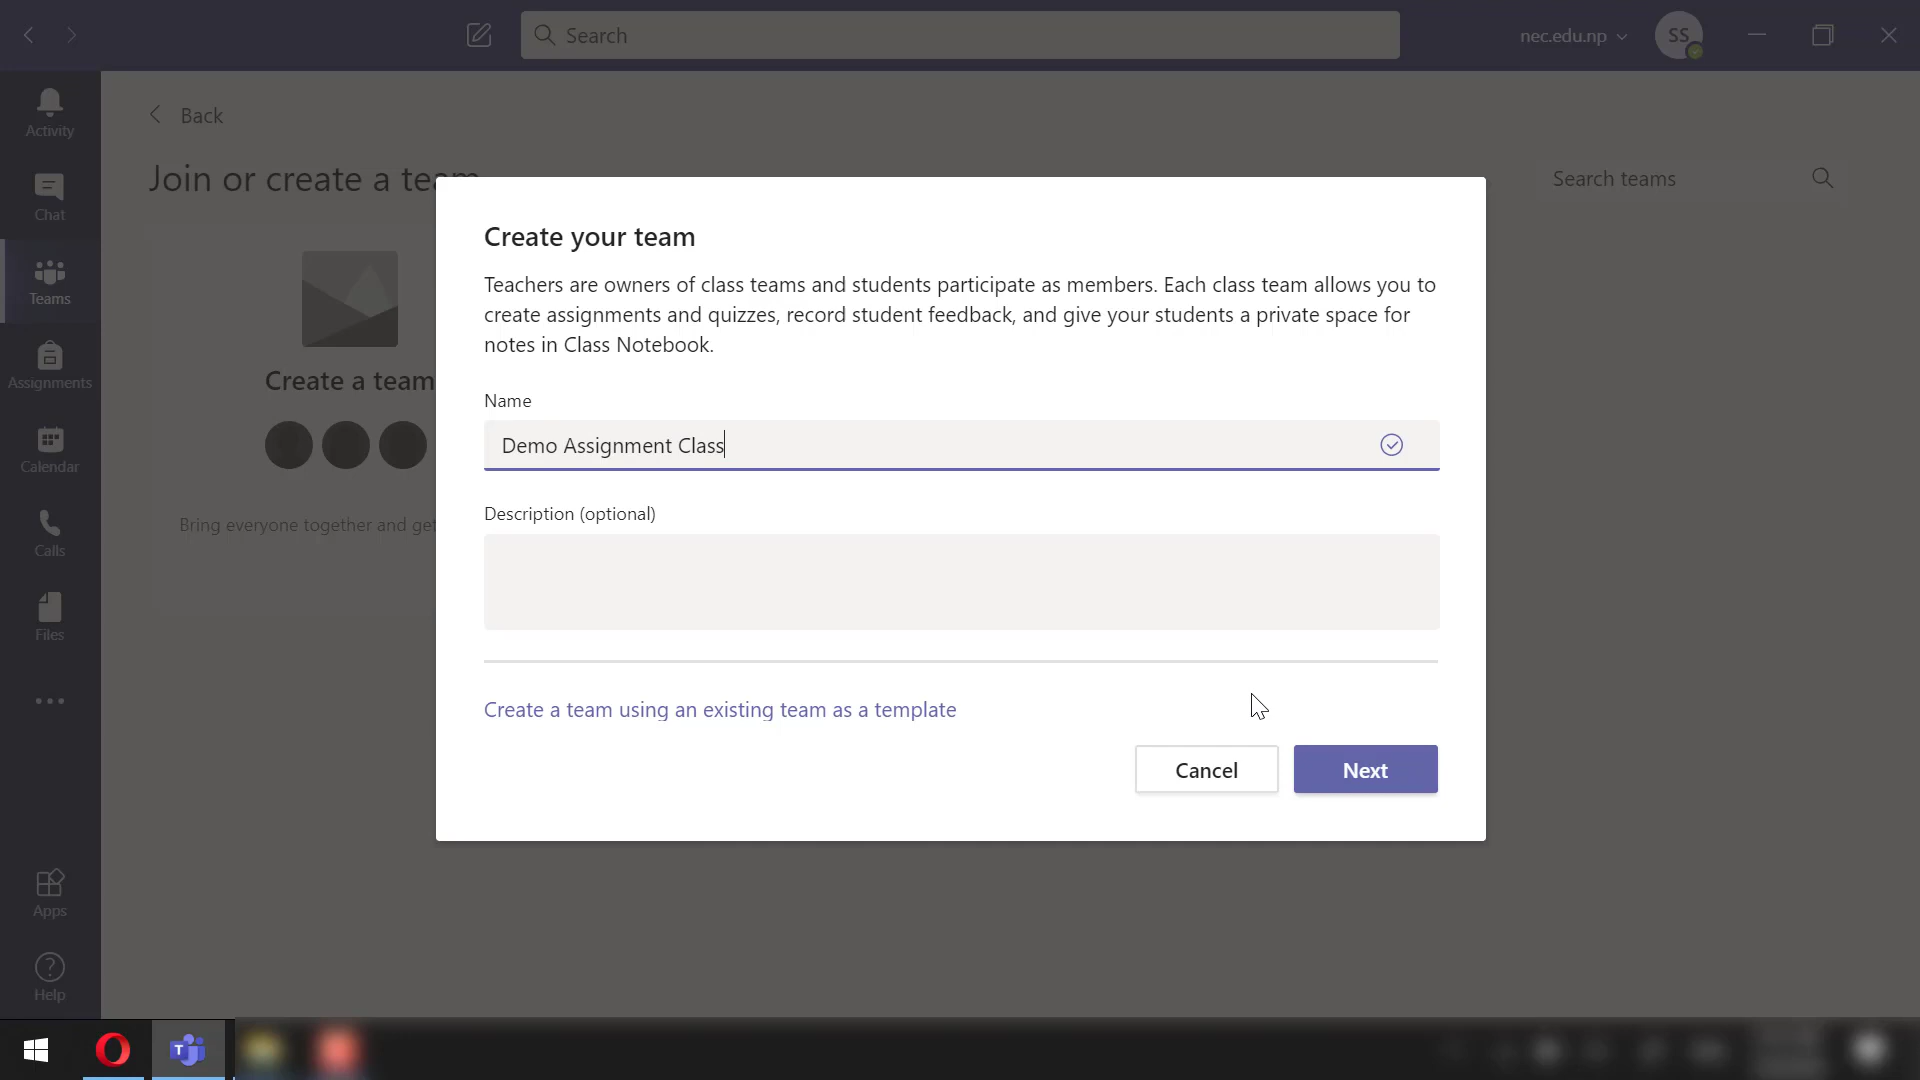 Search
nec.edu.np
SS
Activity
Chat
Teams
Assignments
Calendar
Calls
Files
Apps
Help
Back
Join or create a team
Search teams
Create a team
Bring everyone together and get
Create your team
Teachers are owners of class teams and students participate as members. Each class team allows you to
create assignments and quizzes, record student feedback, and give your students a private space for
notes in Class Notebook.
Name
Demo Assignment Class
Description (optional)
Create a team using an existing team as a template
Cancel
Next
T